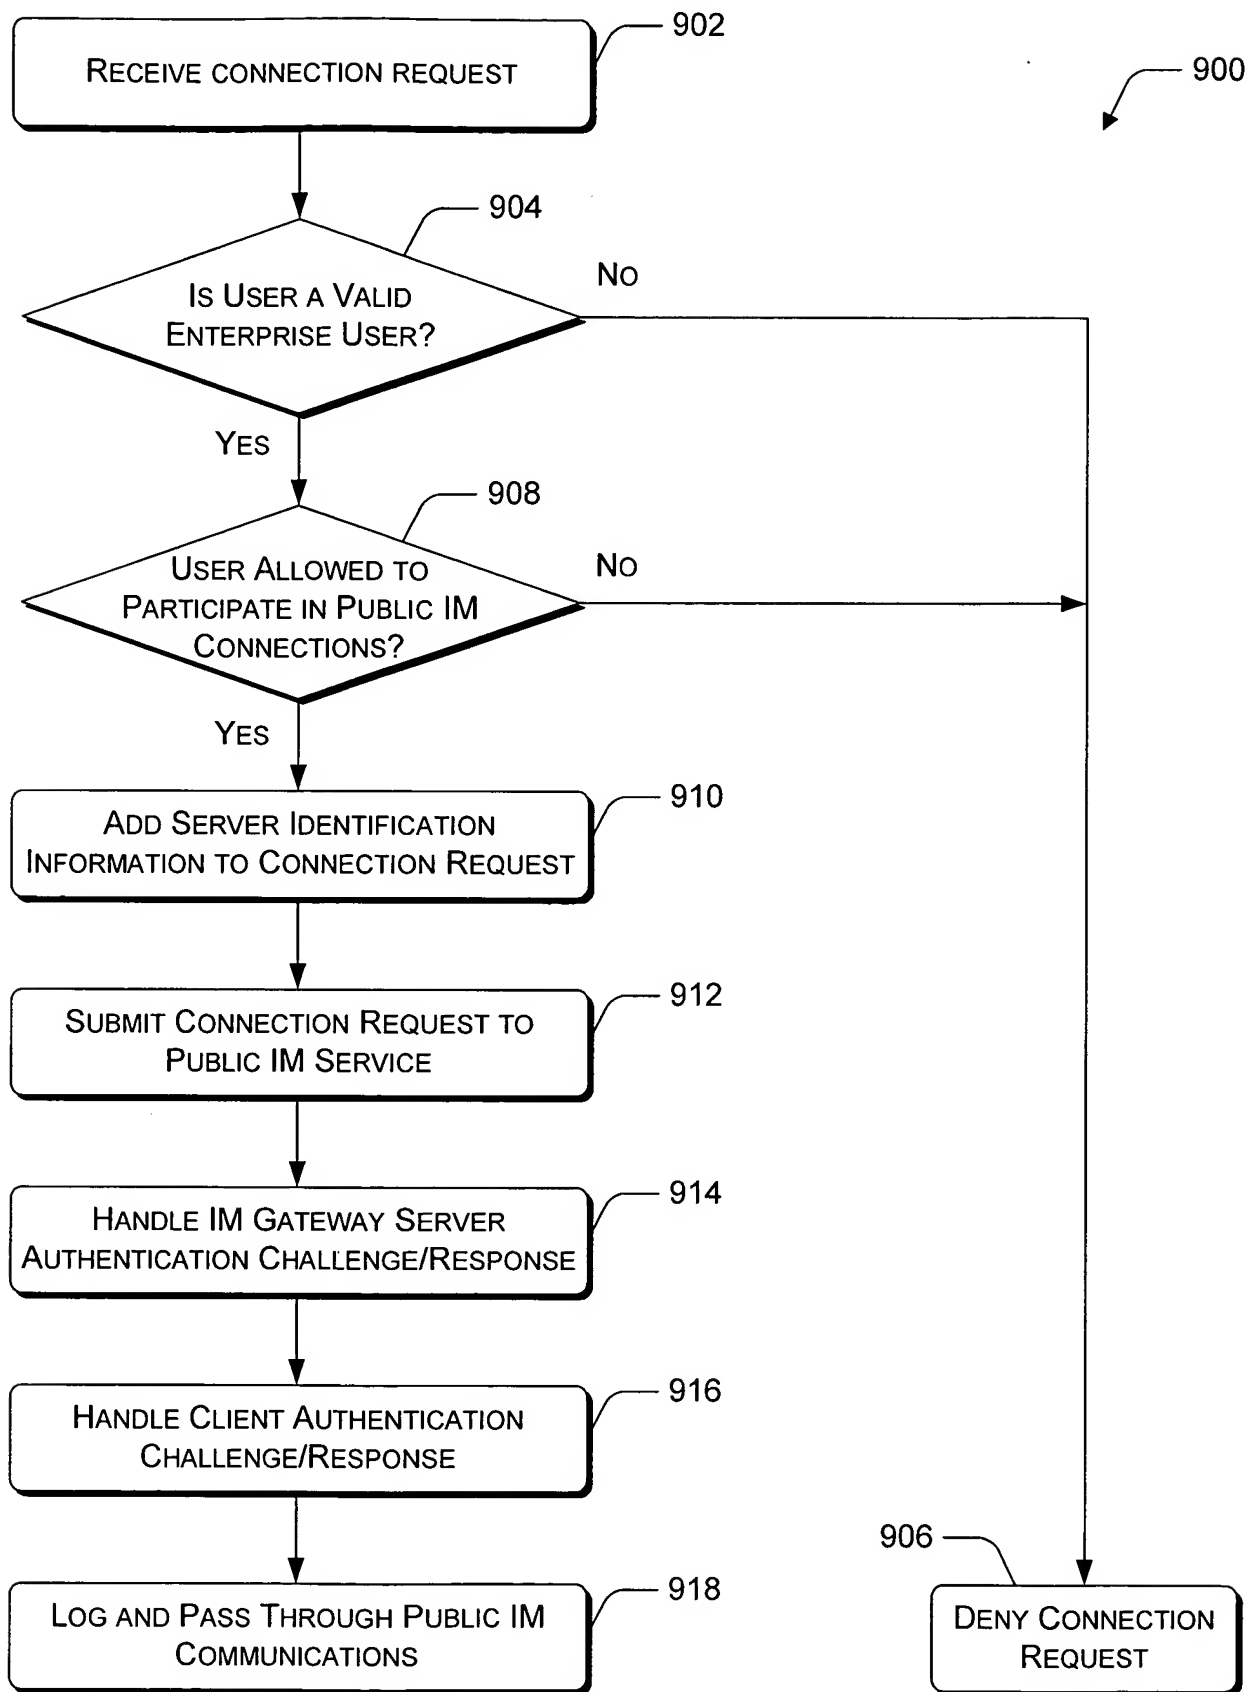 RECEIVE CONNECTION REQUEST
902
900
904
IS USER A VALID
ENTERPRISE USER?
NO
YES
908
USER ALLOWED TO
PARTICIPATE IN PUBLIC IM
CONNECTIONS?
NO
YES
910
ADD SERVER IDENTIFICATION
INFORMATION TO CONNECTION REQUEST
912
SUBMIT CONNECTION REQUEST TO
PUBLIC IM SERVICE
914
HANDLE IM GATEWAY SERVER
AUTHENTICATION CHALLENGE/RESPONSE
916
HANDLE CLIENT AUTHENTICATION
CHALLENGE/RESPONSE
918
LOG AND PASS THROUGH PUBLIC IM
COMMUNICATIONS
906
DENY CONNECTION
REQUEST